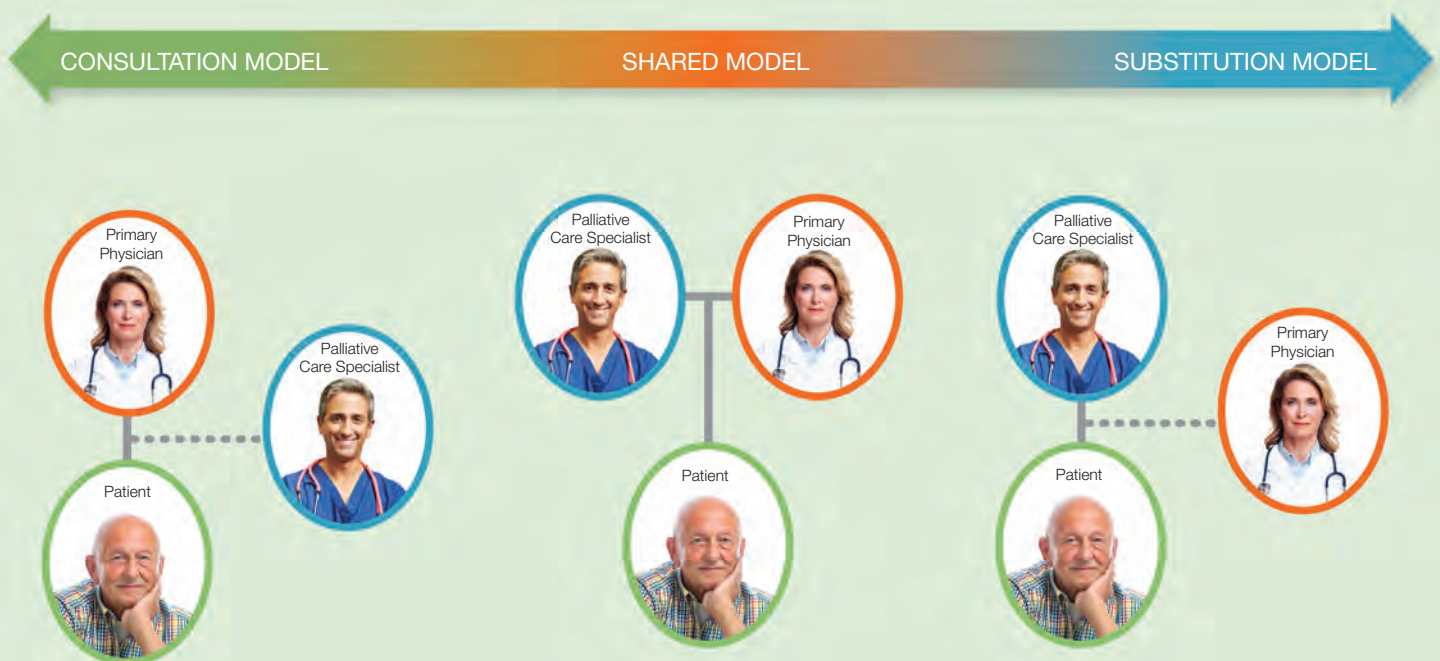 CONSULTATION MODEL
SHARED MODEL
SUBSTITUTION MODEL
Primary
Physician
Palliative
Care Specialist
Patient
Palliative
Care Specialist
Primary
Physician
Patient
Palliative
Care Specialist
Primary
Physician
Patient